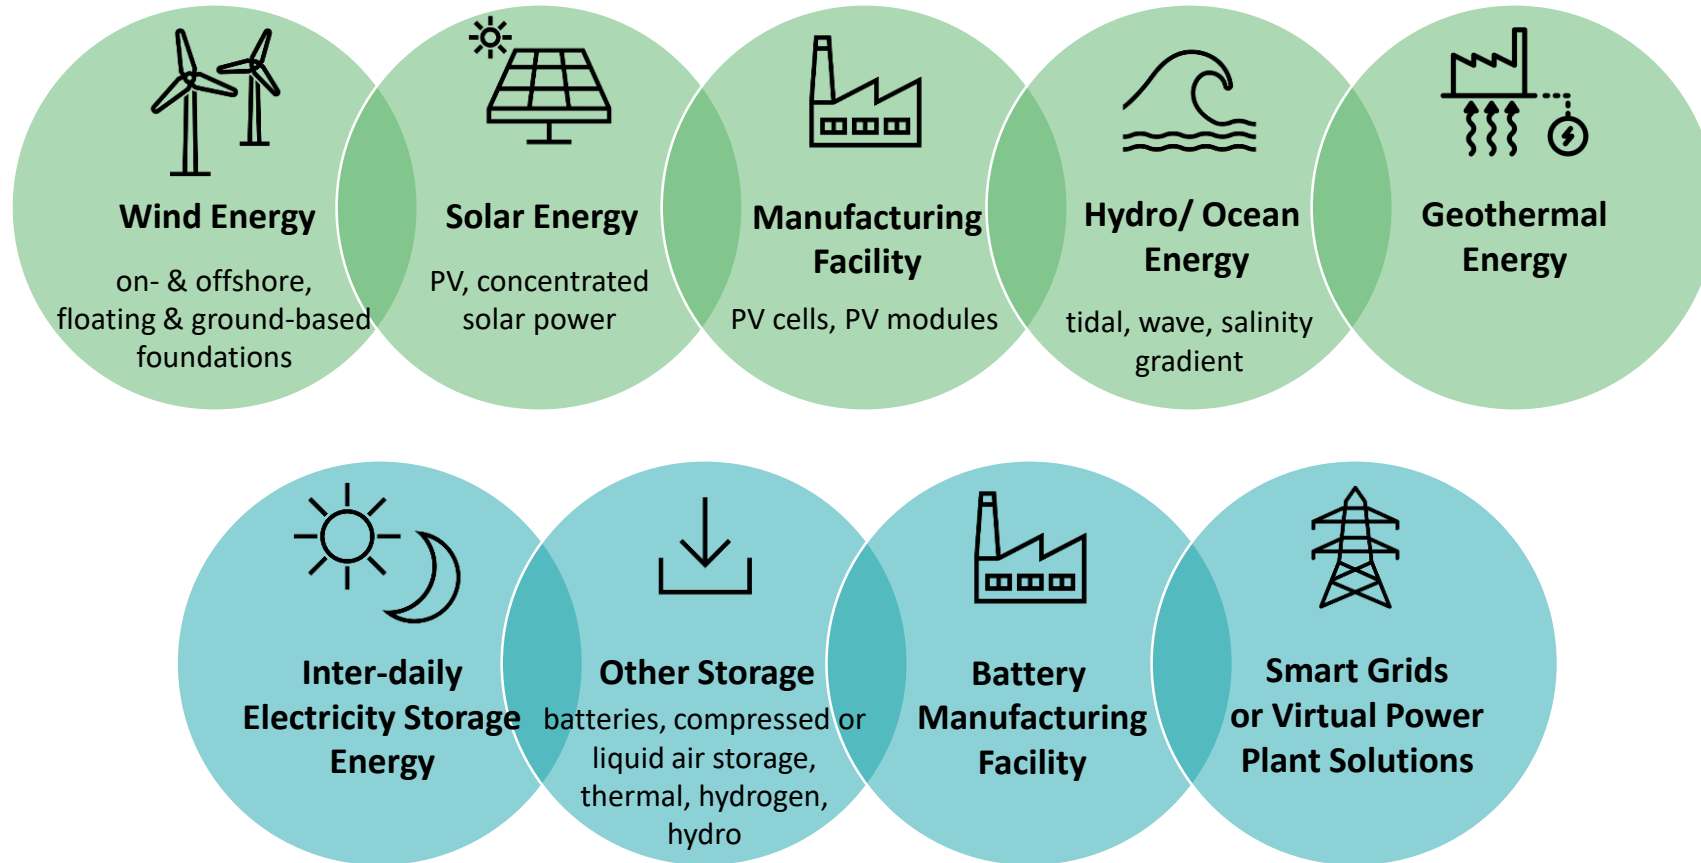 Wind Energy
on- & offshore,
floating & ground-based
foundations
Solar Energy
PV, concentrated
solar power
Manufacturing
Facility
PV cells, PV modules
Hydro/ Ocean
Energy
tidal, wave, salinity
gradient
Geothermal
Energy
Inter-daily
Electricity Storage
Energy
Other Storage
batteries, compressed or
liquid air storage,
thermal, hydrogen,
hydro
Battery
Manufacturing
Facility
Smart Grids
or Virtual Power
Plant Solutions